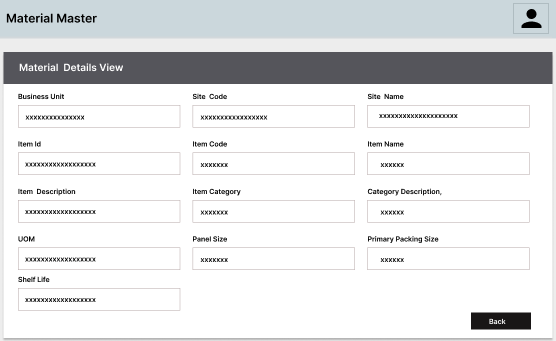 Material Master
Material Details View
Business Unit Site Code Site Name
xxxxxxxxxxxxxxx xxxxxxxxxxxxxxxxx xxxxxxxxxxxxxxxxxxxx
Item Id Item Code Item Name
xxxxxxxxxxxxxxxxxx xxxxxxx xxxxxx
Item Description Item Category Category Description,
xxxxxxxxxxxxxxxxxx xxxxxxx xxxxxx
UOM Panel Size Primary Packing Size
xxxxxxxxxxxxxxxxxx xxxxxxx xxxxxx
Shelf Life
xxxxxxxxxxxxxxxxxx
Back